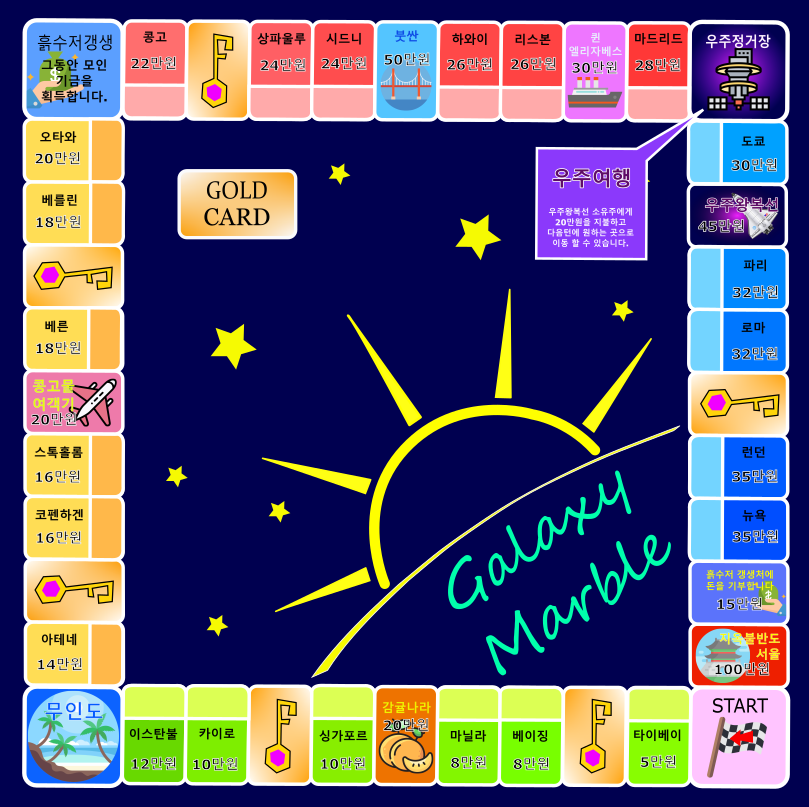 흙수저갱생
그동안 모인
기금을
획득합니다.
콩고
22만원
상파울루
24만원
시드니
24만원
붓싼
50만원
하와이
26만원
리스본
26만원
퀸
엘리자베스
30만원
마드리드
28만원
우주정거장
오타와
20만원
베를린
18만원
베른
18만원
콩고물
여객기
20만원
스톡홀롬
16만원
코펜하겐
16만원
아테네
14만원
GOLD
CARD
우주여행
우주왕복선 소유주에게
20만원을 지불하고
다음턴에 원하는 곳으로
이동 할 수 있습니다.
Galaxy
Marble
도쿄
30만원
우주왕복선
45만원
파리
32만원
로마
32만원
런던
35만원
뉴욕
35만원
흙수저 갱생처에
돈을 기부합니다
15만원
지옥불반도
서울
100만원
무인도
이스탄불
12만원
카이로
10만원
싱가포르
10만원
감귤나라
20만원
마닐라
8만원
베이징
8만원
타이베이
5만원
START